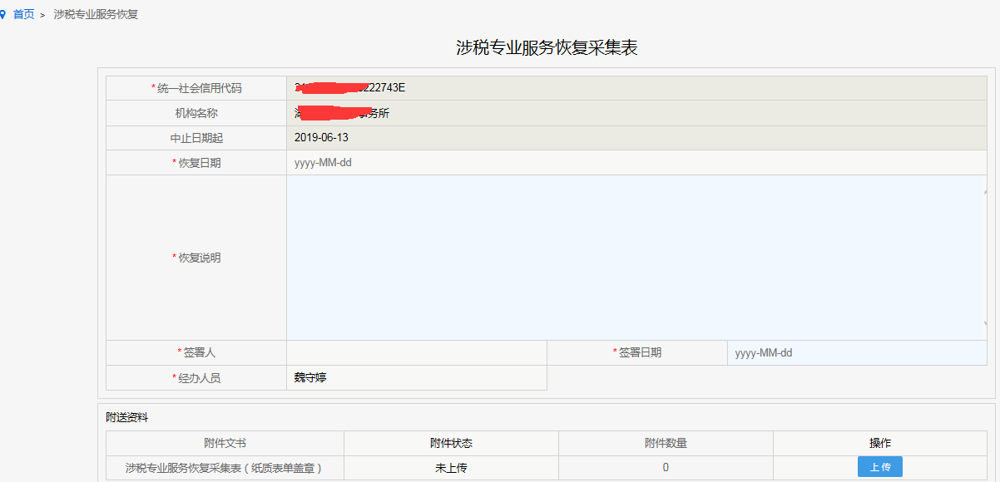 首页 > 涉税专业服务恢复
涉税专业服务恢复采集表
*统一社会信用代码 222743E
机构名称 事务所
中止日期起 2019-06-13
*恢复日期 yyyy-MM-dd
*恢复说明
*签署人 *签署日期 yyyy-MM-dd
*经办人员 魏守婷
附送资料
附件文书 附件状态 附件数量 操作
涉税专业服务恢复采集表（纸质表单盖章） 未上传 0 上传